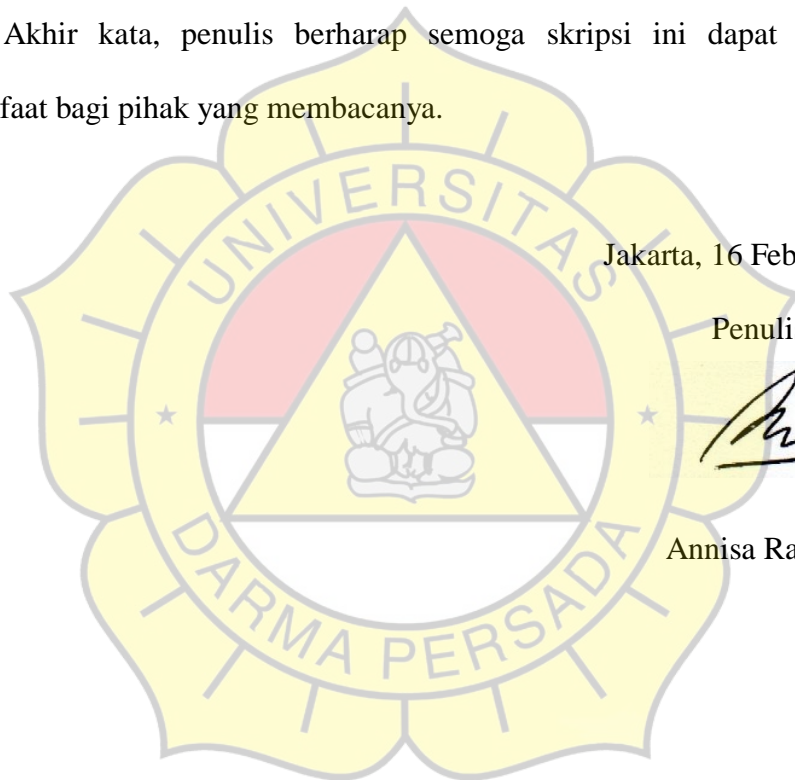 Akhir kata, penulis berharap semoga skripsi ini dapat
faat bagi pihak yang membacanya.
UNIVERSITAS
Jakarta, 16 Feb
Penuli
Annisa Ra
DARMA PERSADA